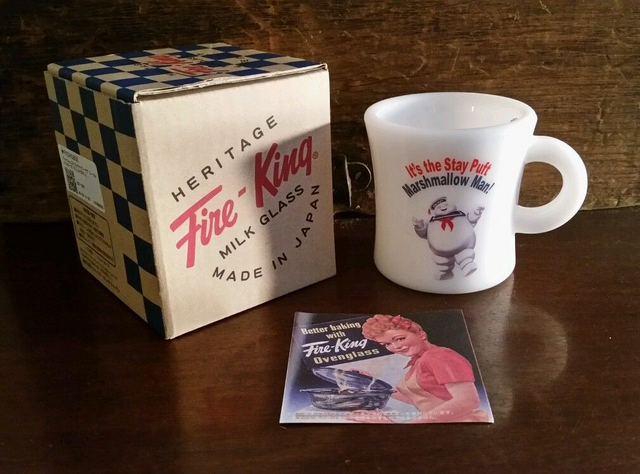 HERITAGE
Fire-King®
MILK GLASS
MADE IN JAPAN
It's the Stay Puft
Marshmallow Man!
Better baking
with
Fire-King
Ovenglass